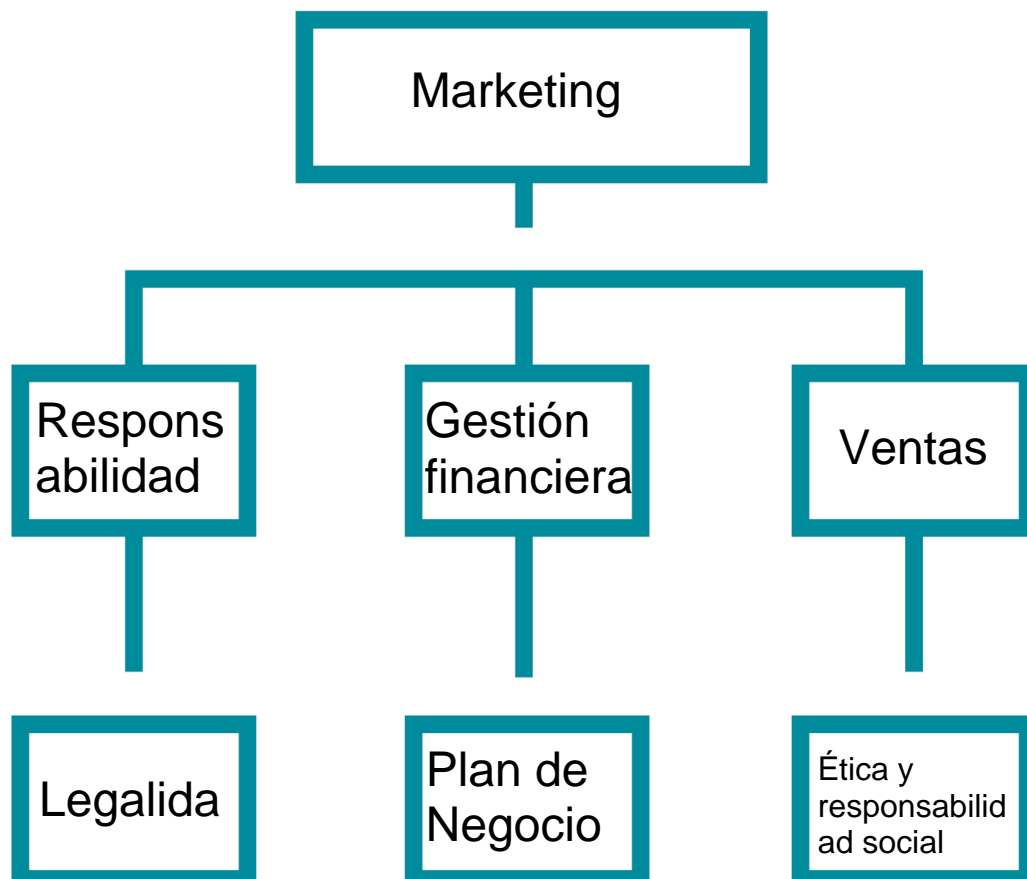 Marketing
Respons
abilidad
Gestión
financiera
Ventas
Legalida
Plan de
Negocio
Ética y
responsabilid
ad social